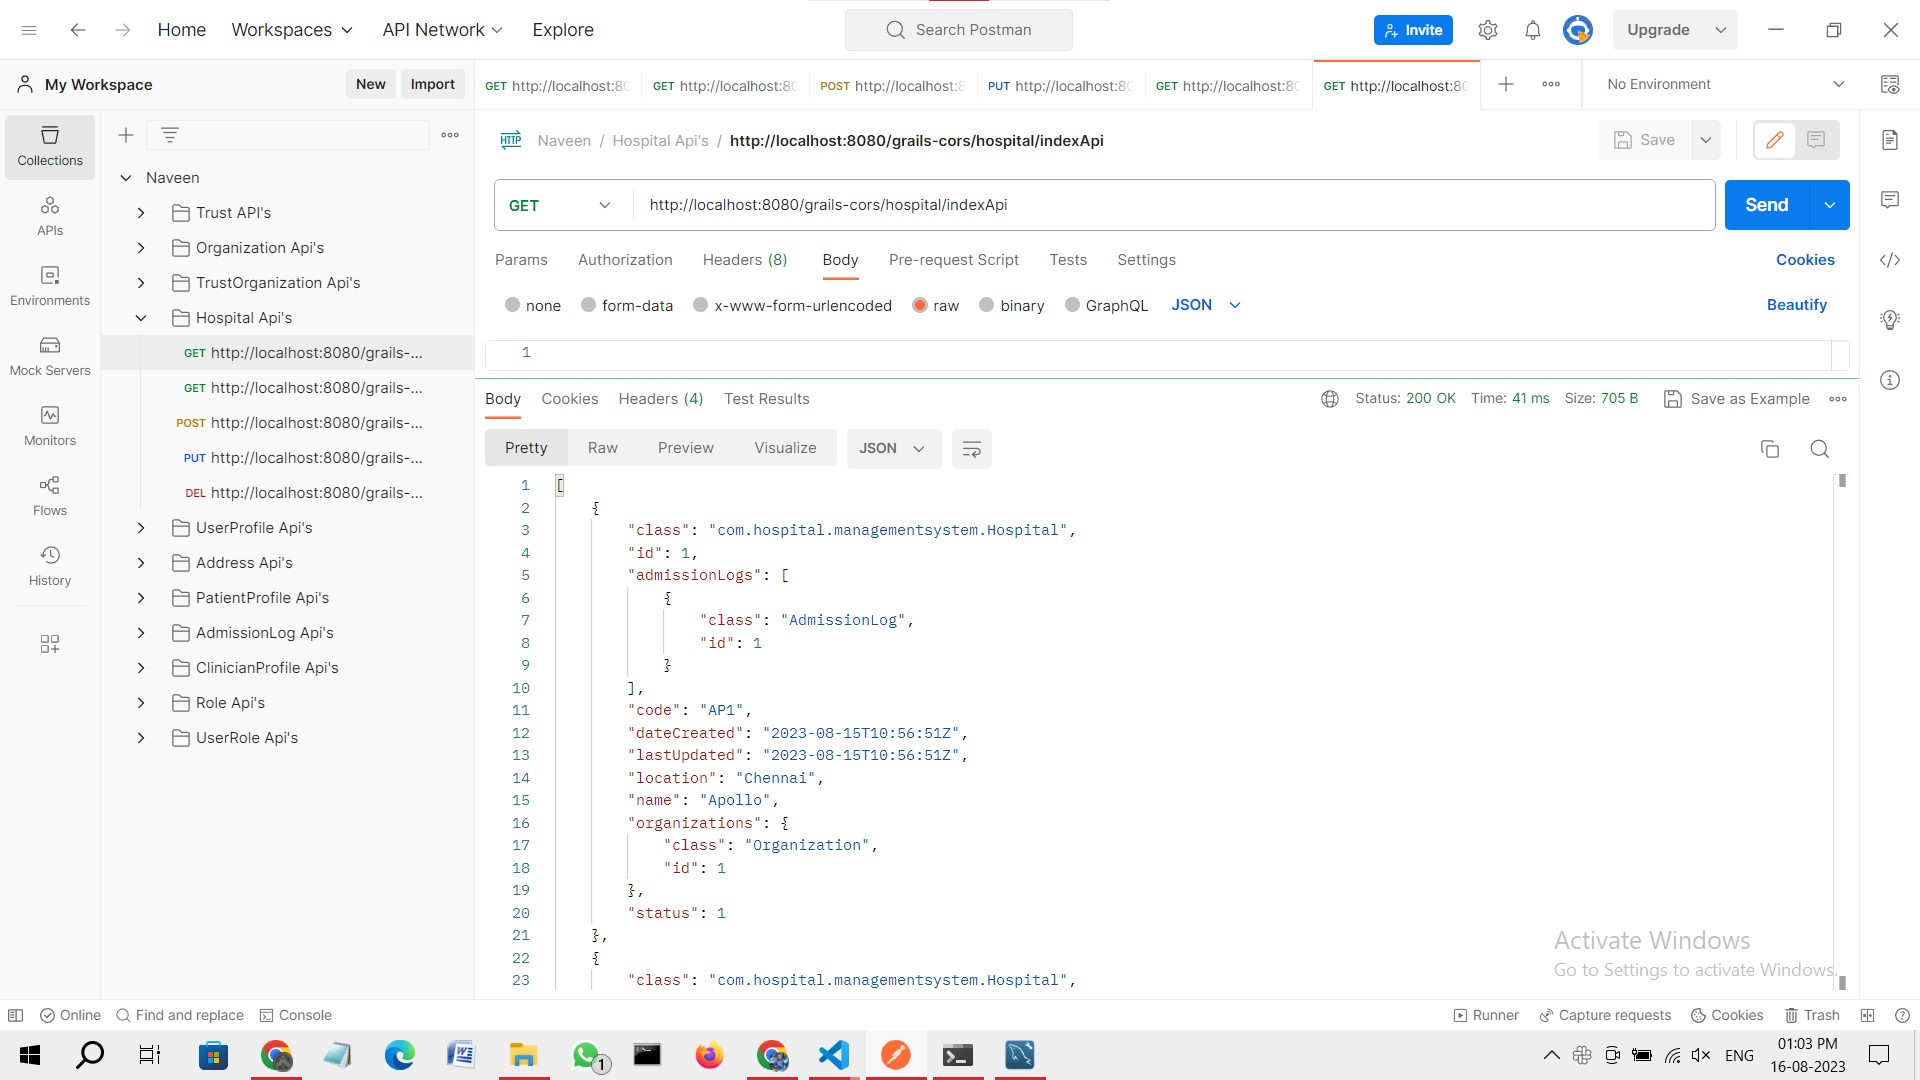 Home Workspaces API Network Explore Search Postman Invite Upgrade
My Workspace New Import
GET http://localhost:80 GET http://localhost:80 POST http://localhost:8 PUT http://localhost:80 GET http://localhost:80 GET http://localhost:80 No Environment
Collections
APIs
Environments
Mock Servers
Monitors
Flows
History
Naveen
Trust API's
Organization Api's
TrustOrganization Api's
Hospital Api's
GET http://localhost:8080/grails-...
GET http://localhost:8080/grails-...
POST http://localhost:8080/grails-...
PUT http://localhost:8080/grails-...
DEL http://localhost:8080/grails-...
UserProfile Api's
Address Api's
PatientProfile Api's
AdmissionLog Api's
ClinicianProfile Api's
Role Api's
UserRole Api's
HTTP Naveen / Hospital Api's / http://localhost:8080/grails-cors/hospital/indexApi Save
GET http://localhost:8080/grails-cors/hospital/indexApi Send
Params Authorization Headers (8) Body Pre-request Script Tests Settings Cookies
none form-data x-www-form-urlencoded raw binary GraphQL JSON Beautify
1
Body Cookies Headers (4) Test Results Status: 200 OK Time: 41 ms Size: 705 B Save as Example
Pretty Raw Preview Visualize JSON
1 [
2 {
3 "class": "com.hospital.managementsystem.Hospital",
4 "id": 1,
5 "admissionLogs": [
6 {
7 "class": "AdmissionLog",
8 "id": 1
9 }
10 ],
11 "code": "AP1",
12 "dateCreated": "2023-08-15T10:56:51Z",
13 "lastUpdated": "2023-08-15T10:56:51Z",
14 "location": "Chennai",
15 "name": "Apollo",
16 "organizations": {
17 "class": "Organization",
18 "id": 1
19 },
20 "status": 1
21 },
22 {
23 "class": "com.hospital.managementsystem.Hospital",
Activate Windows
Go to Settings to activate Windows.
Online Find and replace Console Runner Capture requests Cookies Trash
1 ENG 01:03 PM
16-08-2023